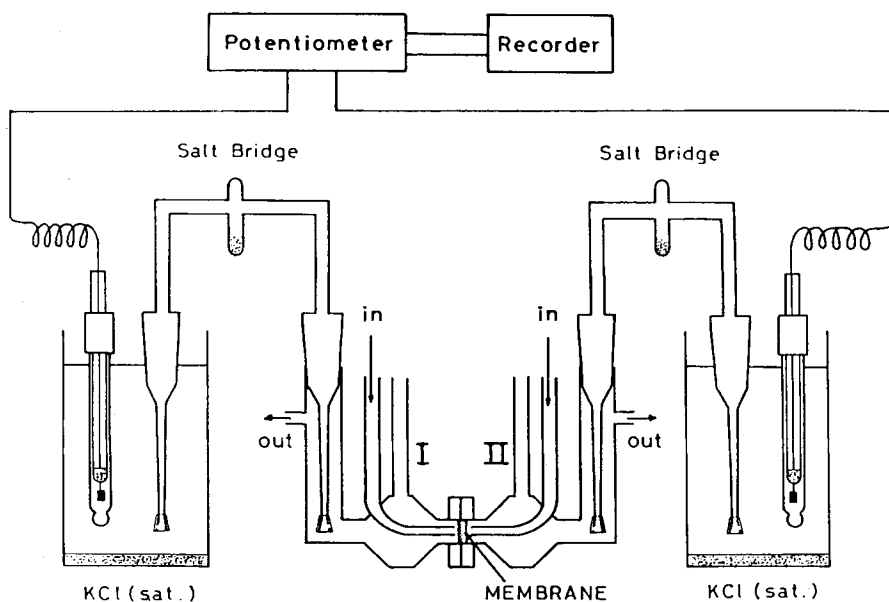 Potentiometer
Recorder
Salt Bridge
Salt Bridge
in
in
out
I
II
out
KCl (sat.)
MEMBRANE
KCl (sat.)